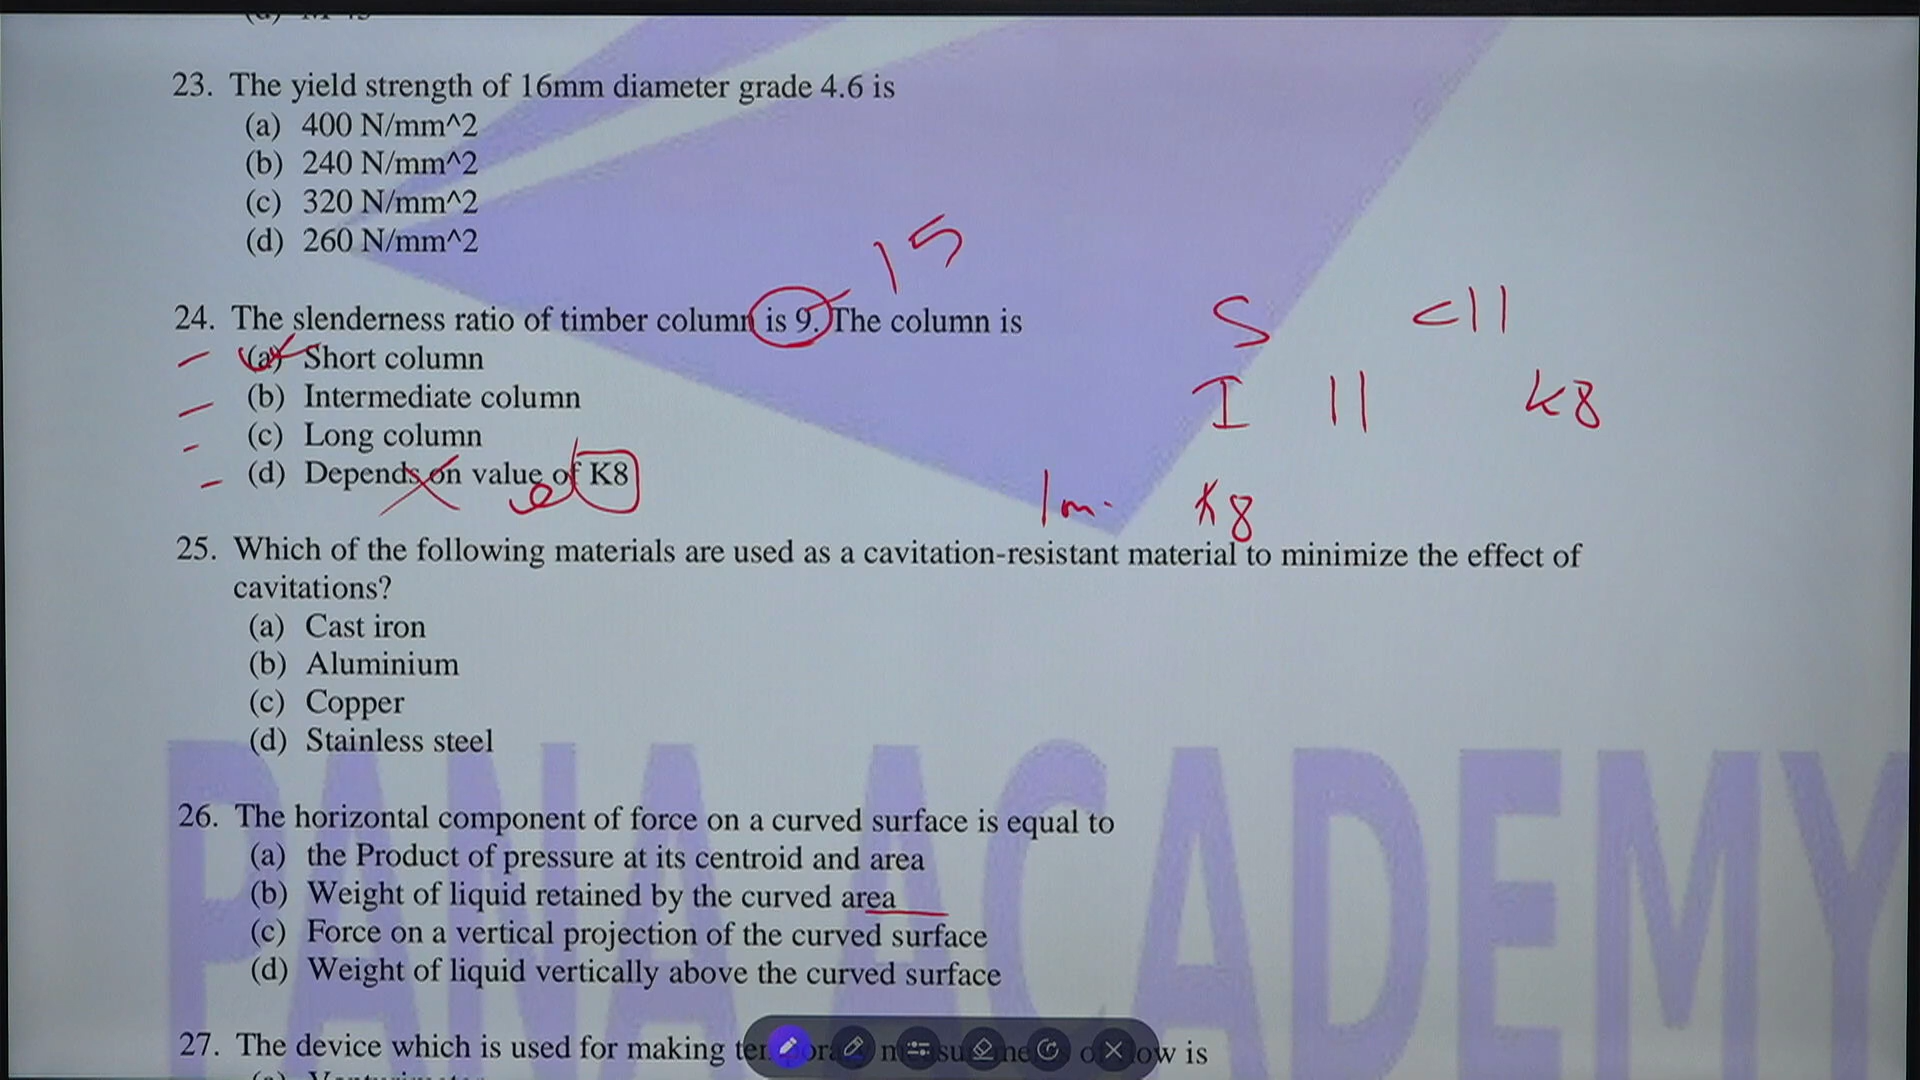 23. The yield strength of 16mm diameter grade 4.6 is
(a) 400 N/mm^2
(b) 240 N/mm^2
(c) 320 N/mm^2
(d) 260 N/mm^2
15
24. The slenderness ratio of timber column is 9. The column is
(a) Short column
(b) Intermediate column
(c) Long column
(d) Depends on value of K8
S <11
I 11 K8
1m. K8
25. Which of the following materials are used as a cavitation-resistant material to minimize the effect of
cavitations?
(a) Cast iron
(b) Aluminium
(c) Copper
(d) Stainless steel
26. The horizontal component of force on a curved surface is equal to
(a) the Product of pressure at its centroid and area
(b) Weight of liquid retained by the curved area
(c) Force on a vertical projection of the curved surface
(d) Weight of liquid vertically above the curved surface
PANA ACADEMY
27. The device which is used for making